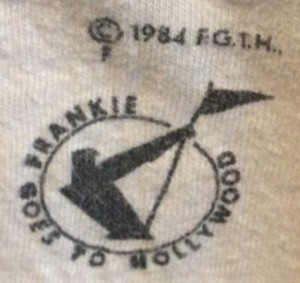 © 1984 F.G.T.H.,
F
FRANKIE
GOES TO HOLLYWOOD